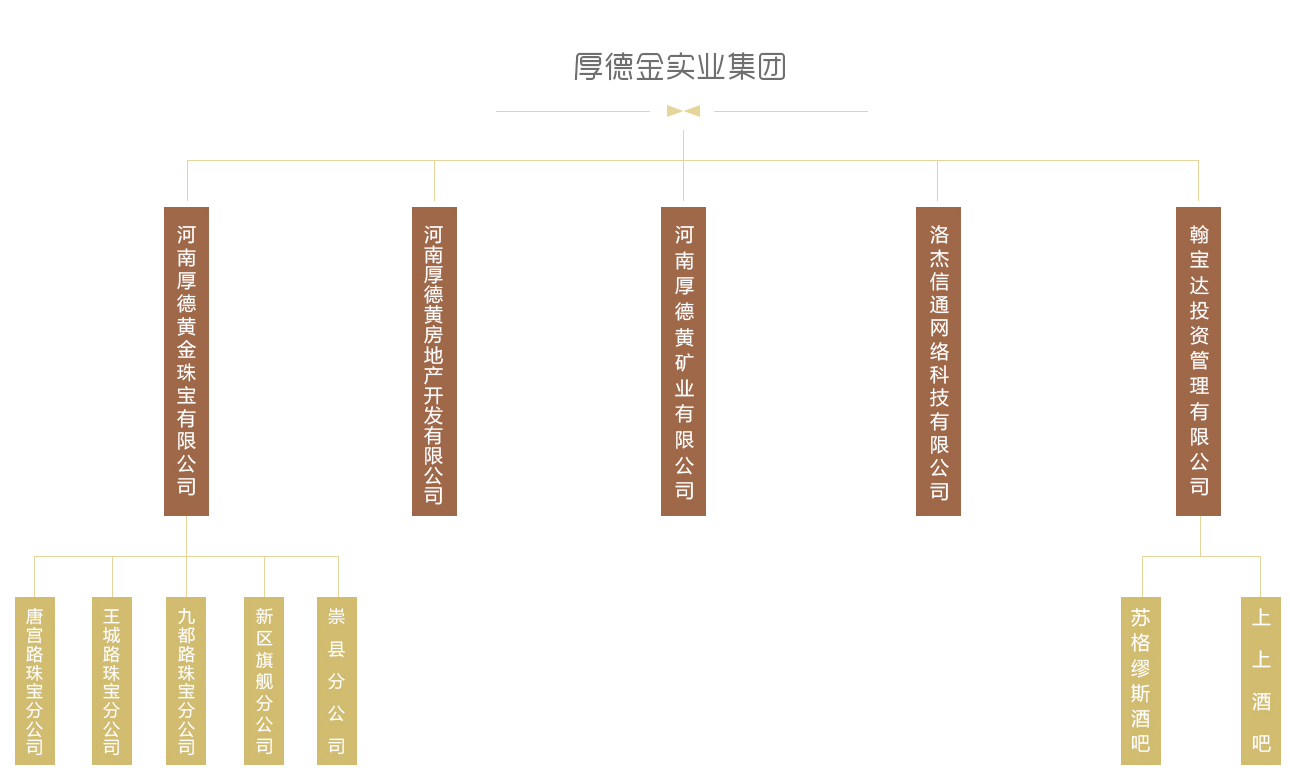 厚德金实业集团
河南厚德黄金珠宝有限公司
河南厚德黄房地产开发有限公司
河南厚德黄矿业有限公司
洛杰信通网络科技有限公司
翰宝达投资管理有限公司
唐宫路珠宝分公司
王城路珠宝分公司
九都路珠宝分公司
新区旗舰分公司
崇县分公司
苏格缪斯酒吧
上上酒吧